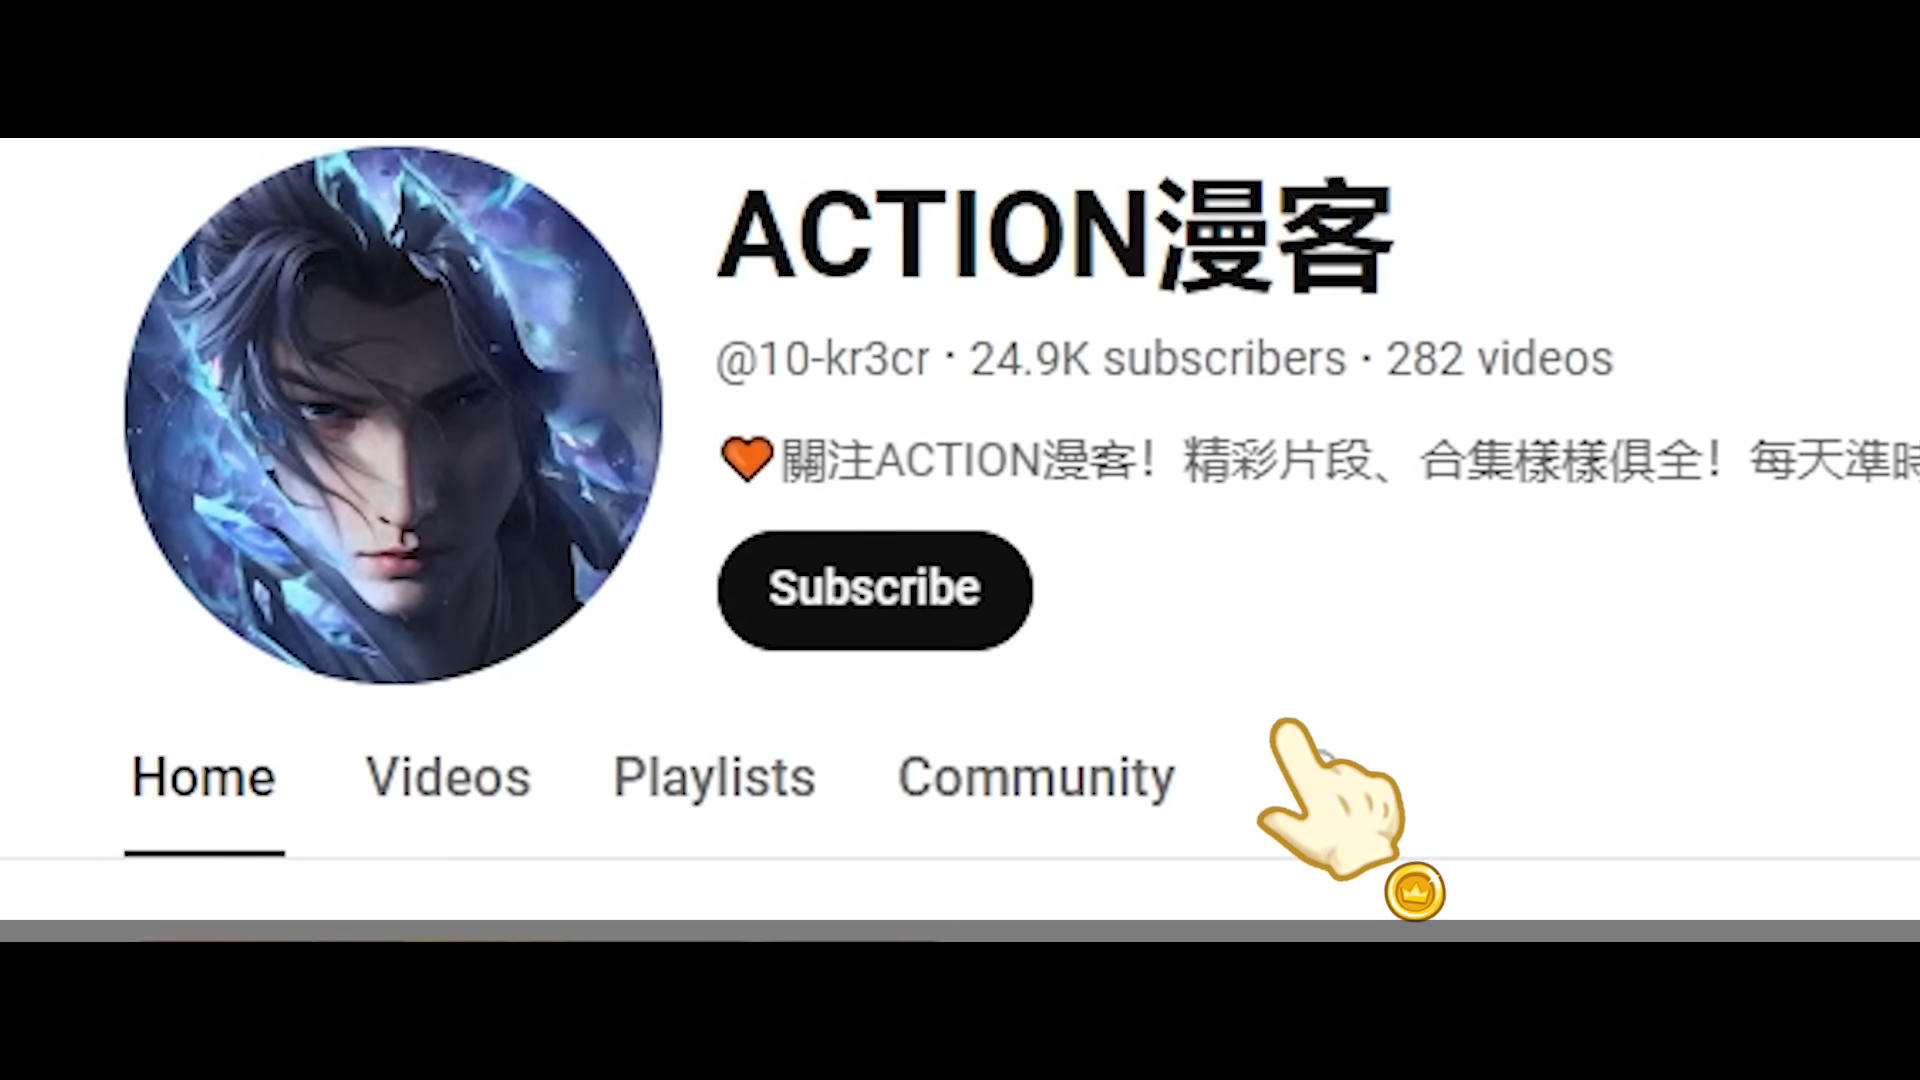 ACTION漫客
@10-kr3cr · 24.9K subscribers · 282 videos
🧡關注ACTION漫客！精彩片段、合集樣樣俱全！每天準時
Subscribe
Home Videos Playlists Community